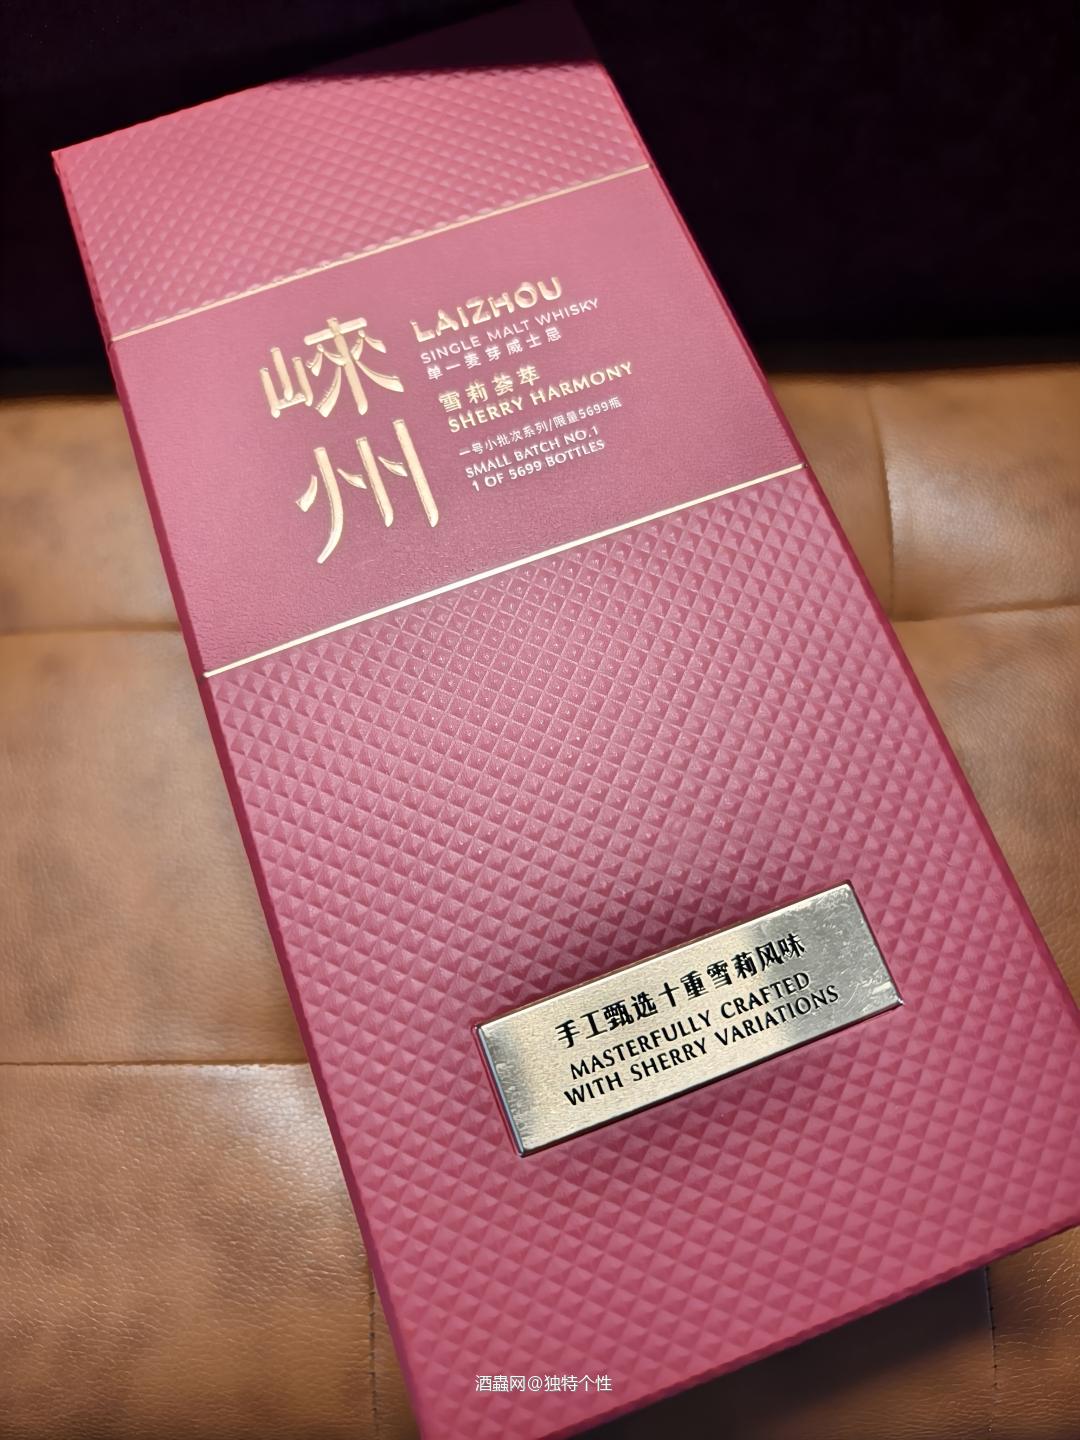 崃州
LAIZHOU
SINGLE MALT WHISKY
单一麦芽威士忌
雪莉荟萃
SHERRY HARMONY
一号小批次系列/限量5699瓶
SMALL BATCH NO.1
1 OF 5699 BOTTLES
手工甄选十重雪莉风味
MASTERFULLY CRAFTED
WITH SHERRY VARIATIONS
酒蟲网@独特个性